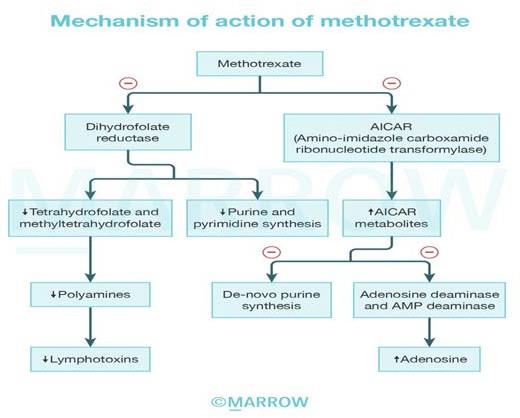 Mechanism of action of methotrexate
Methotrexate
Dihydrofolate
reductase
AICAR
(Amino-imidazole carboxamide
ribonucleotide transformylase)
MARROW
↓Tetrahydrofolate and
methyltetrahydrofolate
↓Purine and
pyrimidine synthesis
↑AICAR
metabolites
↓Polyamines
De-novo purine
synthesis
Adenosine deaminase
and AMP deaminase
↓Lymphotoxins
↑Adenosine
©MARROW